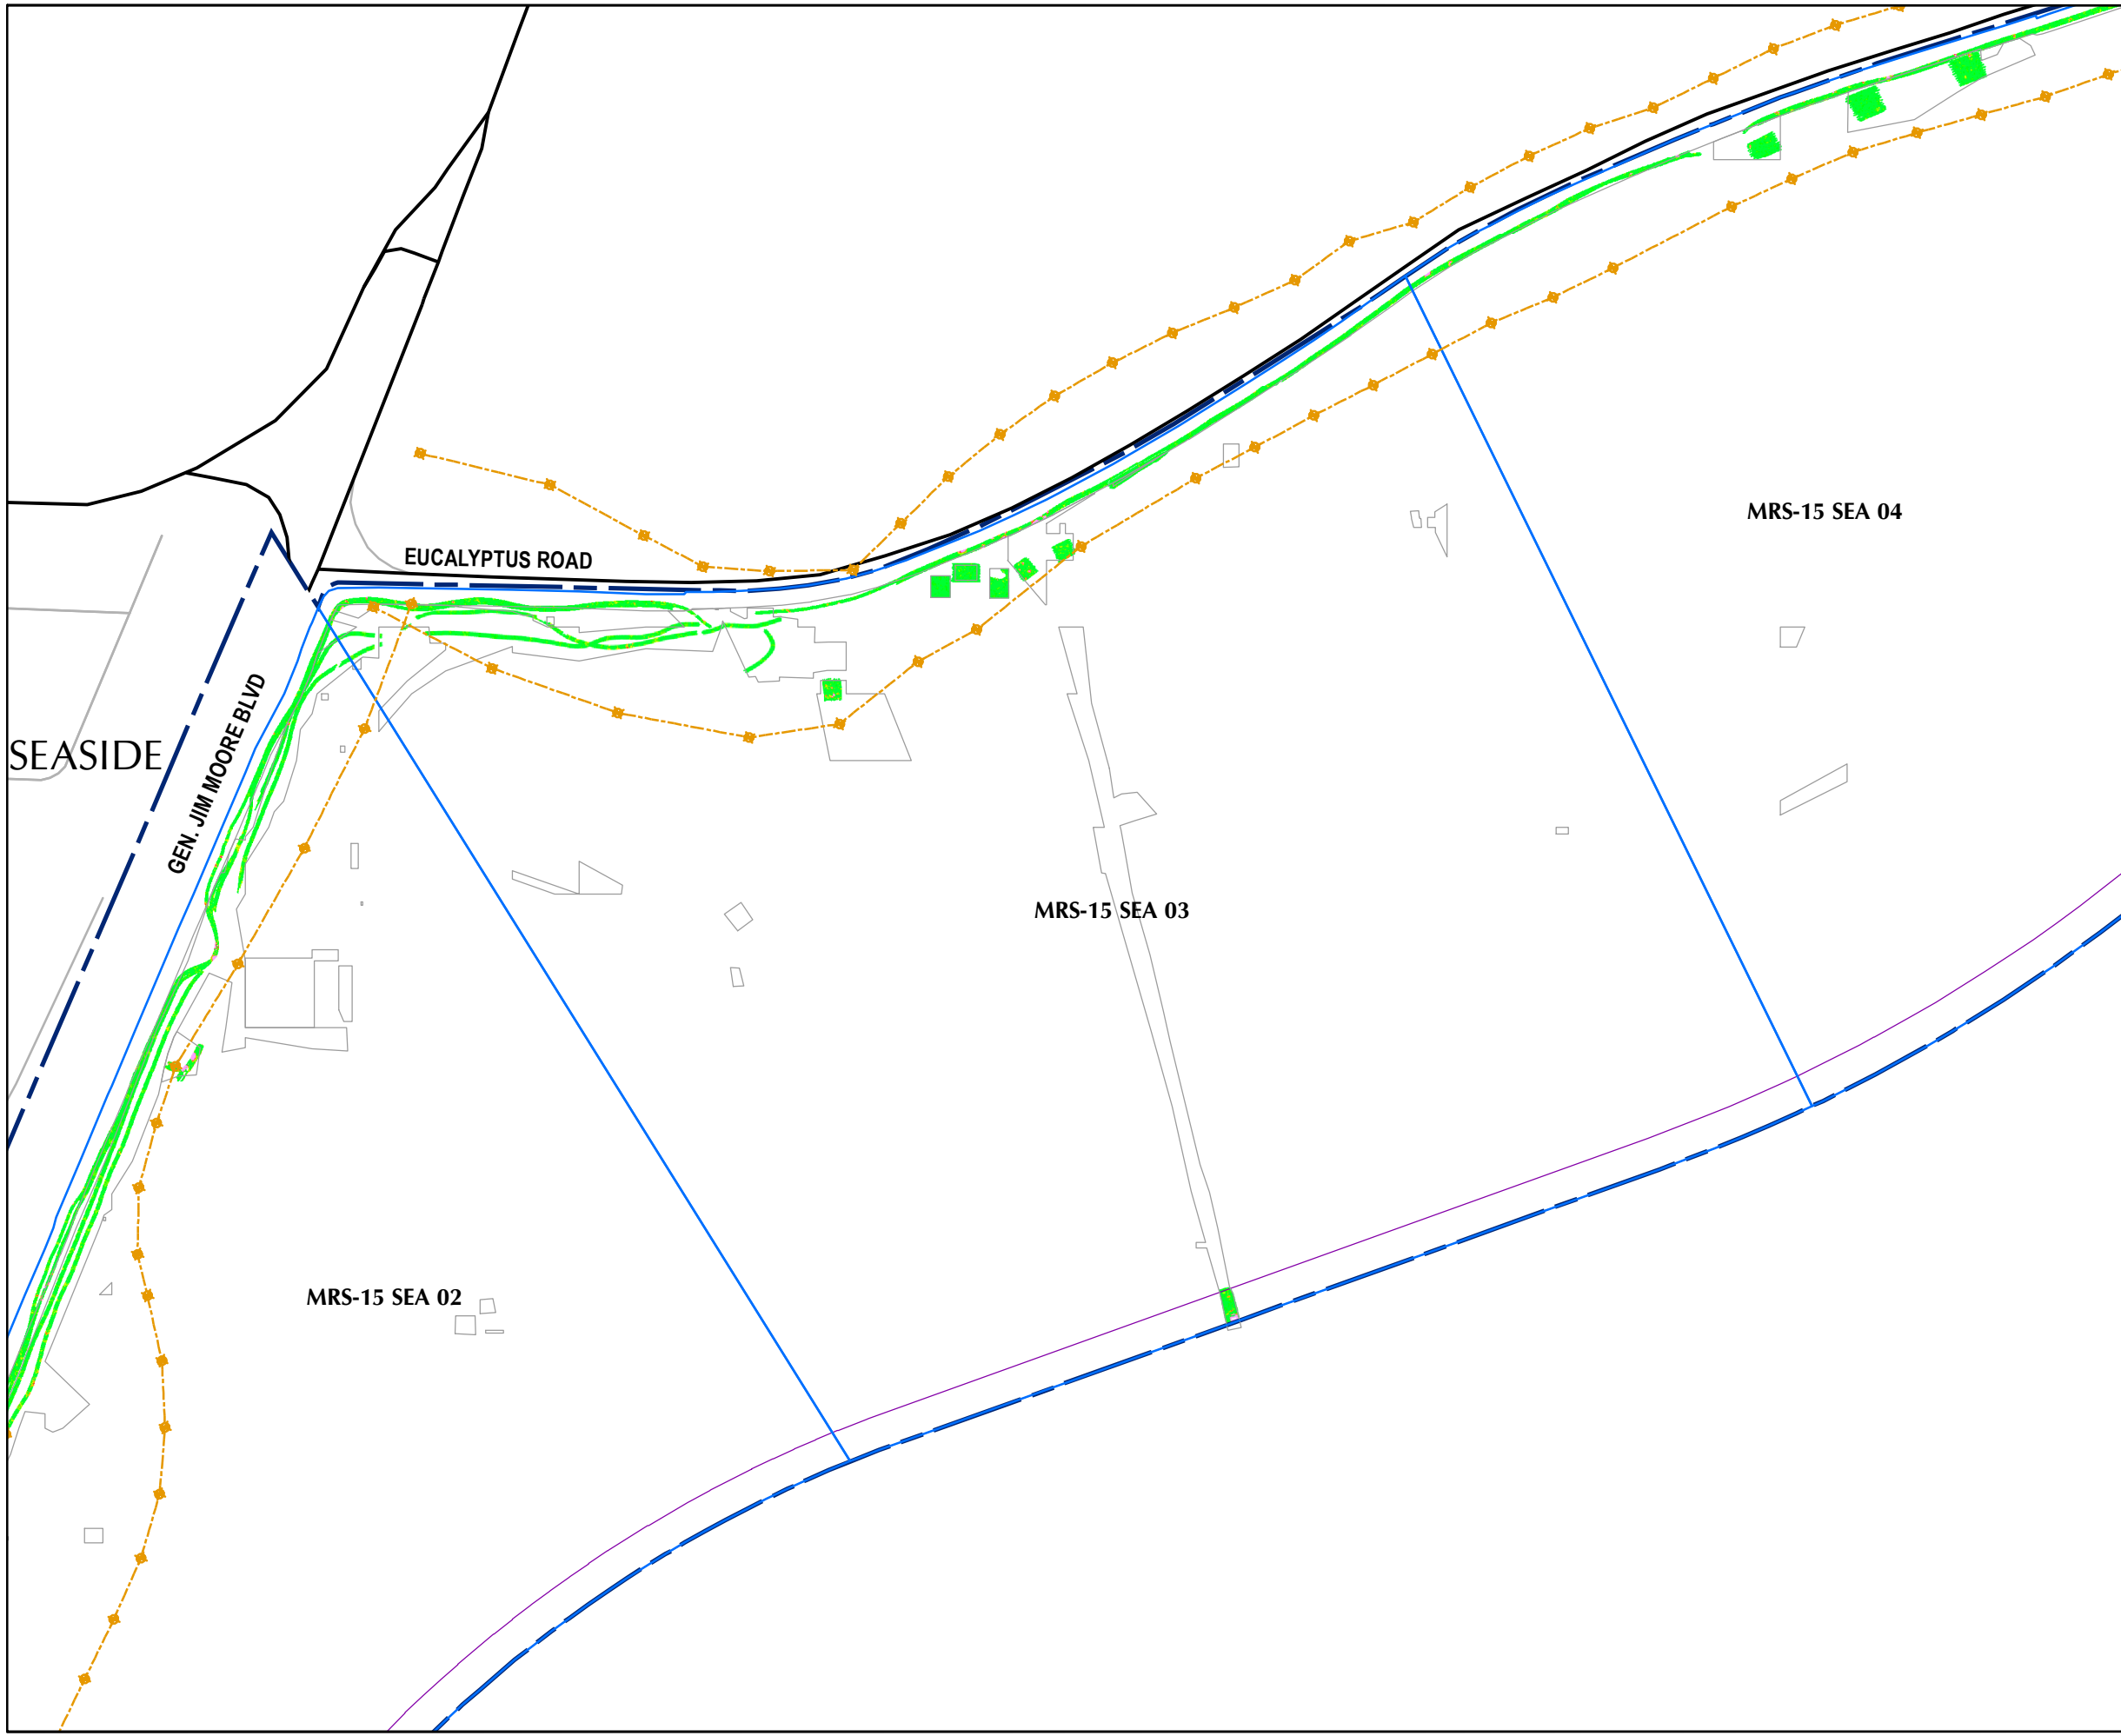 MRS-15 SEA 04
EUCALYPTUS ROAD
GEN. JIM MOORE BLVD
SEASIDE
MRS-15 SEA 03
MRS-15 SEA 02